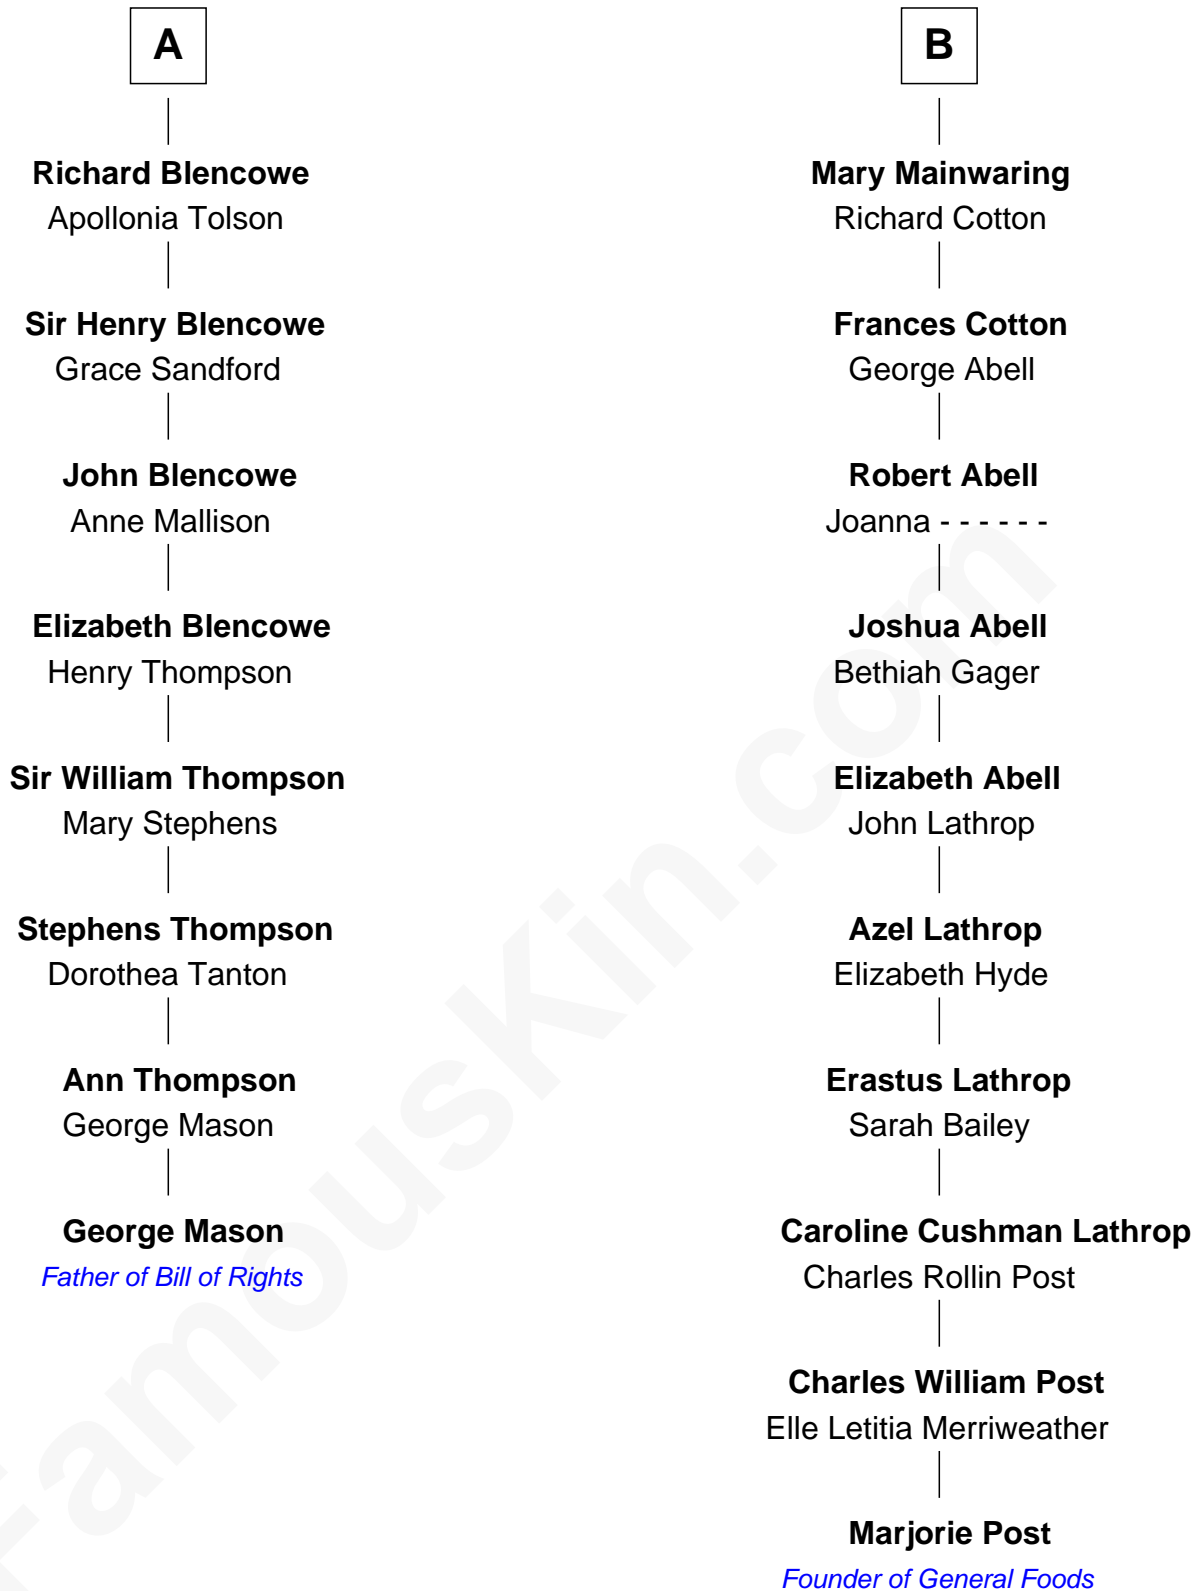 A
Richard Blencowe
Apollonia Tolson
Sir Henry Blencowe
Grace Sandford
John Blencowe
Anne Mallison
Elizabeth Blencowe
Henry Thompson
Sir William Thompson
Mary Stephens
Stephens Thompson
Dorothea Tanton
Ann Thompson
George Mason
George Mason
Father of Bill of Rights
B
Mary Mainwaring
Richard Cotton
Frances Cotton
George Abell
Robert Abell
Joanna - - - - - -
Joshua Abell
Bethiah Gager
Elizabeth Abell
John Lathrop
Azel Lathrop
Elizabeth Hyde
Erastus Lathrop
Sarah Bailey
Caroline Cushman Lathrop
Charles Rollin Post
Charles William Post
Elle Letitia Merriweather
Marjorie Post
Founder of General Foods
FamousKin.com